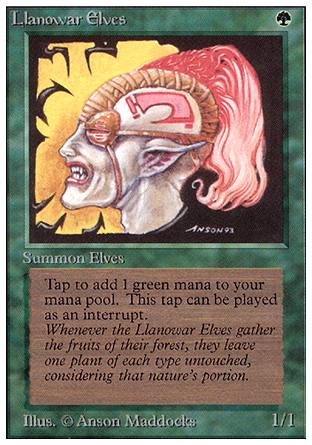 Llanowar Elves
ANSON 93
Summon Elves
Tap to add 1 green mana to your
mana pool. This tap can be played
as an interrupt.
Whenever the Llanowar Elves gather
the fruits of their forest, they leave
one plant of each type untouched,
considering that nature's portion.
Illus. © Anson Maddocks
1/1